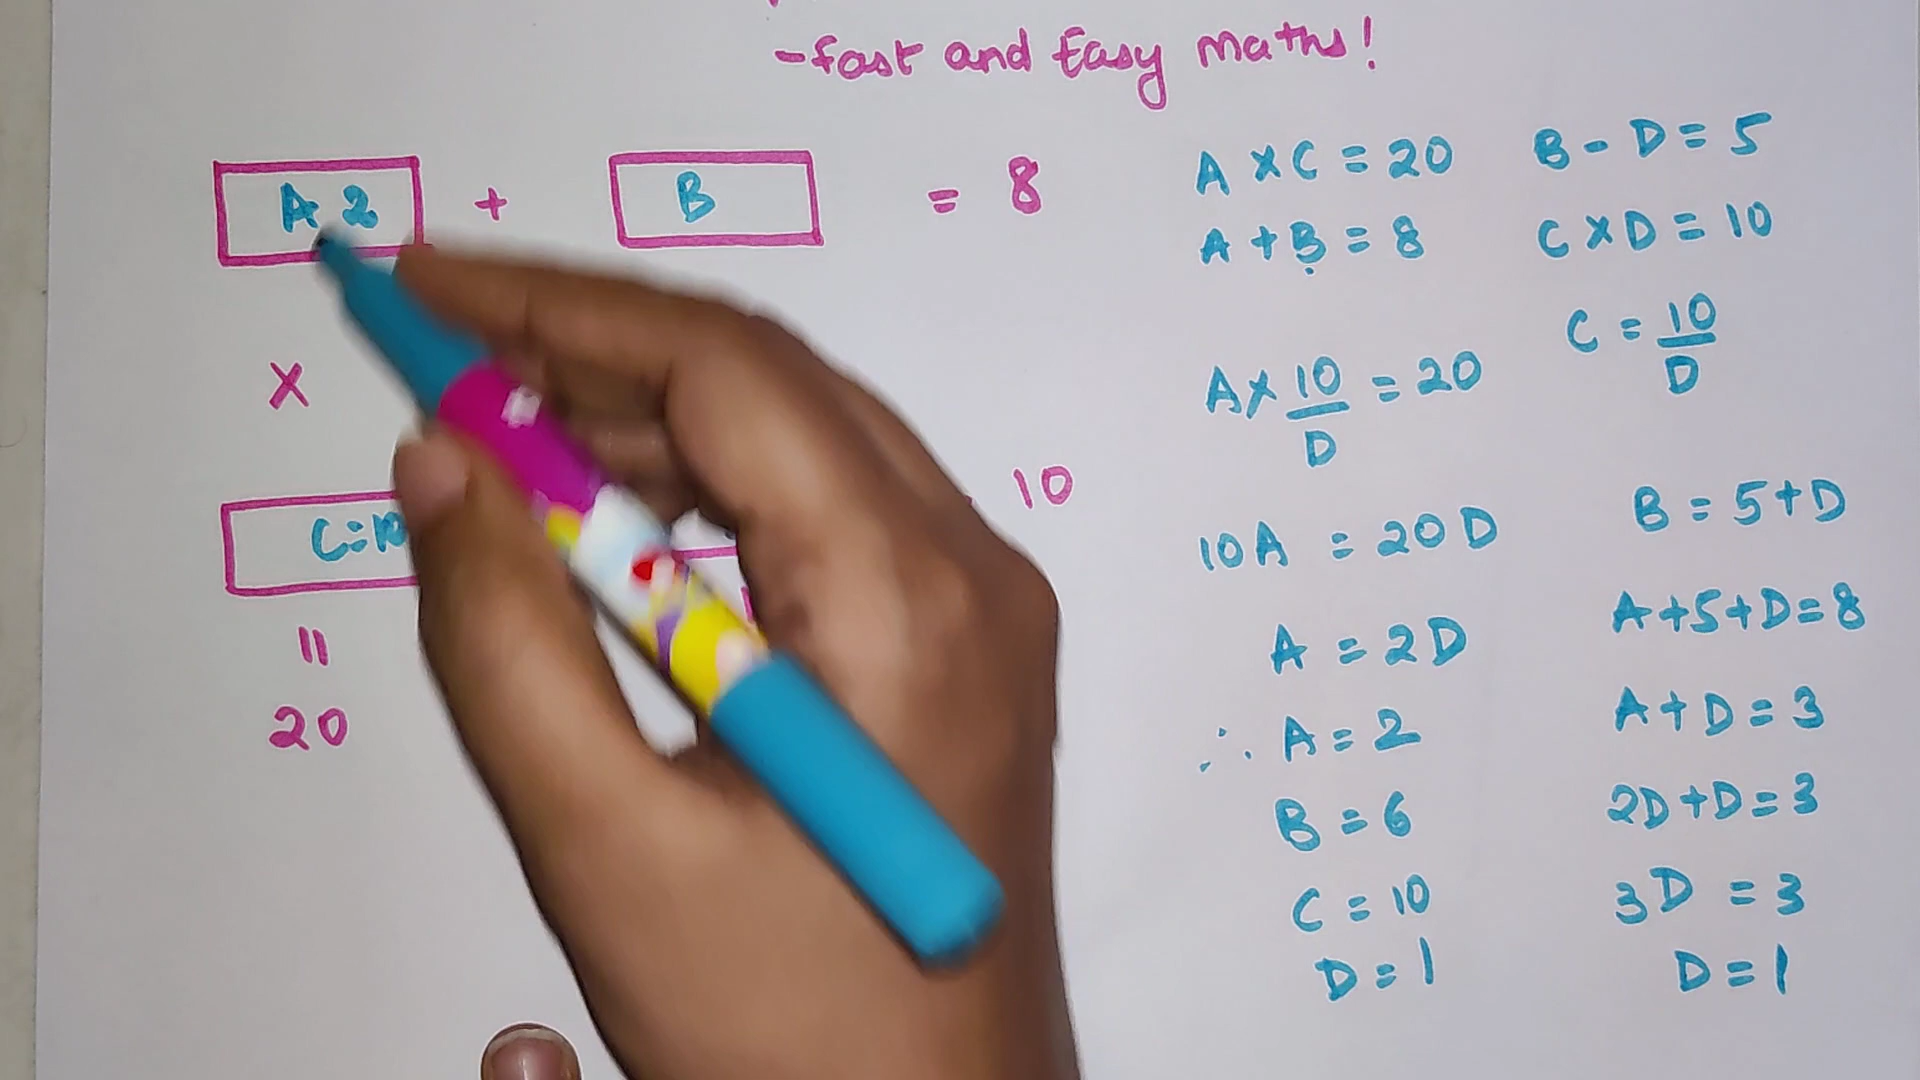 -fast and Easy maths!
A 2 + B = 8
×
C=10
10
=
20
A × C = 20
A + B = 8
A × 10/D = 20
10A = 20D
A = 2D
∴ A = 2
B = 6
C = 10
D = 1
B - D = 5
C × D = 10
C = 10/D
B = 5+D
A+5+D=8
A+D=3
2D+D=3
3D = 3
D = 1